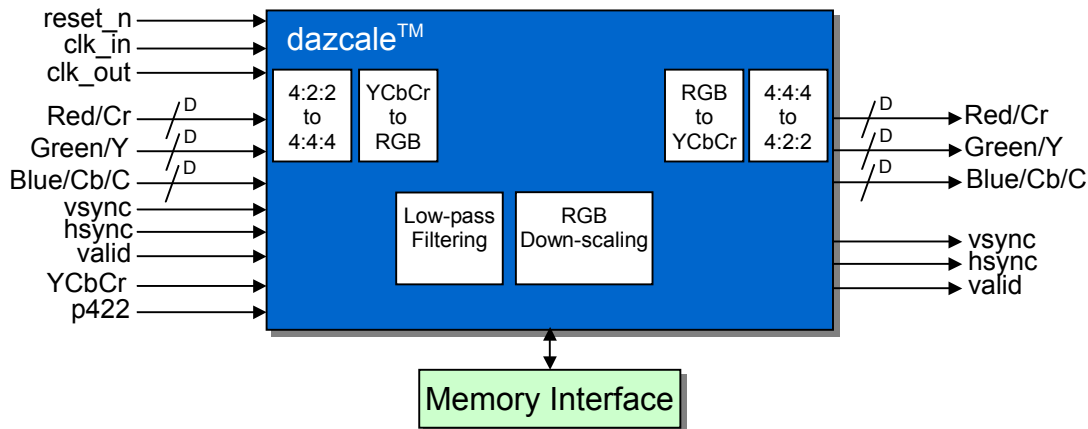 reset_n
clk_in
clk_out
Red/Cr
D
Green/Y
D
Blue/Cb/C
D
vsync
hsync
valid
YCbCr
p422
dazcale™
4:2:2
to
4:4:4
YCbCr
to
RGB
RGB
to
YCbCr
4:4:4
to
4:2:2
Low-pass
Filtering
RGB
Down-scaling
D
Red/Cr
D
Green/Y
D
Blue/Cb/C
vsync
hsync
valid
Memory Interface